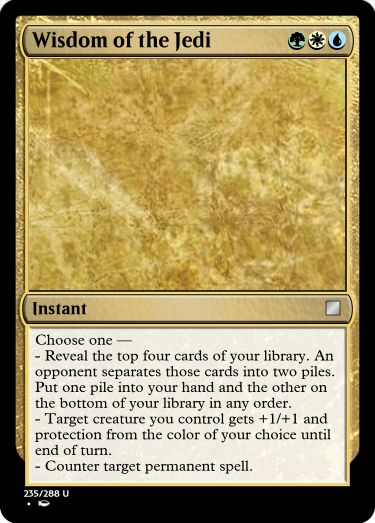 Wisdom of the Jedi
Instant
Choose one —
- Reveal the top four cards of your library. An
opponent separates those cards into two piles.
Put one pile into your hand and the other on
the bottom of your library in any order.
- Target creature you control gets +1/+1 and
protection from the color of your choice until
end of turn.
- Counter target permanent spell.
235/288 U